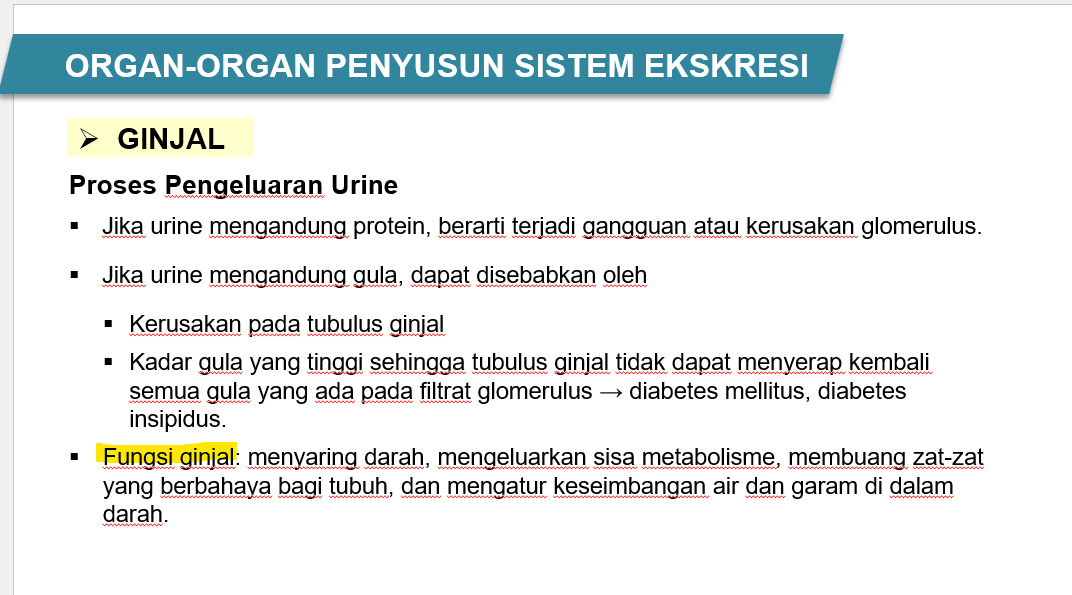 ORGAN-ORGAN PENYUSUN SISTEM EKSKRESI
➢ GINJAL
Proses Pengeluaran Urine
▪ Jika urine mengandung protein, berarti terjadi gangguan atau kerusakan glomerulus.
▪ Jika urine mengandung gula, dapat disebabkan oleh
▪ Kerusakan pada tubulus ginjal
▪ Kadar gula yang tinggi sehingga tubulus ginjal tidak dapat menyerap kembali
semua gula yang ada pada filtrat glomerulus → diabetes mellitus, diabetes
insipidus.
▪ Fungsi ginjal: menyaring darah, mengeluarkan sisa metabolisme, membuang zat-zat
yang berbahaya bagi tubuh, dan mengatur keseimbangan air dan garam di dalam
darah.